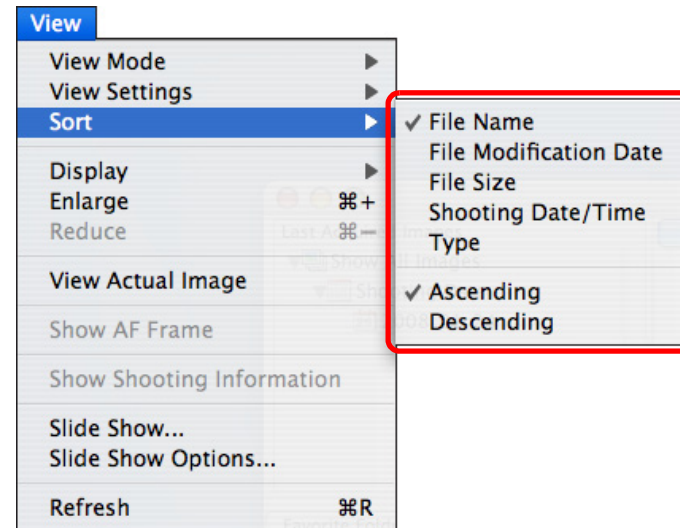 View
View Mode
View Settings
Sort
Display
Enlarge ⌘+
Reduce ⌘−
View Actual Image
Show AF Frame
Show Shooting Information
Slide Show...
Slide Show Options...
Refresh ⌘R
✓ File Name
File Modification Date
File Size
Shooting Date/Time
Type
✓ Ascending
Descending